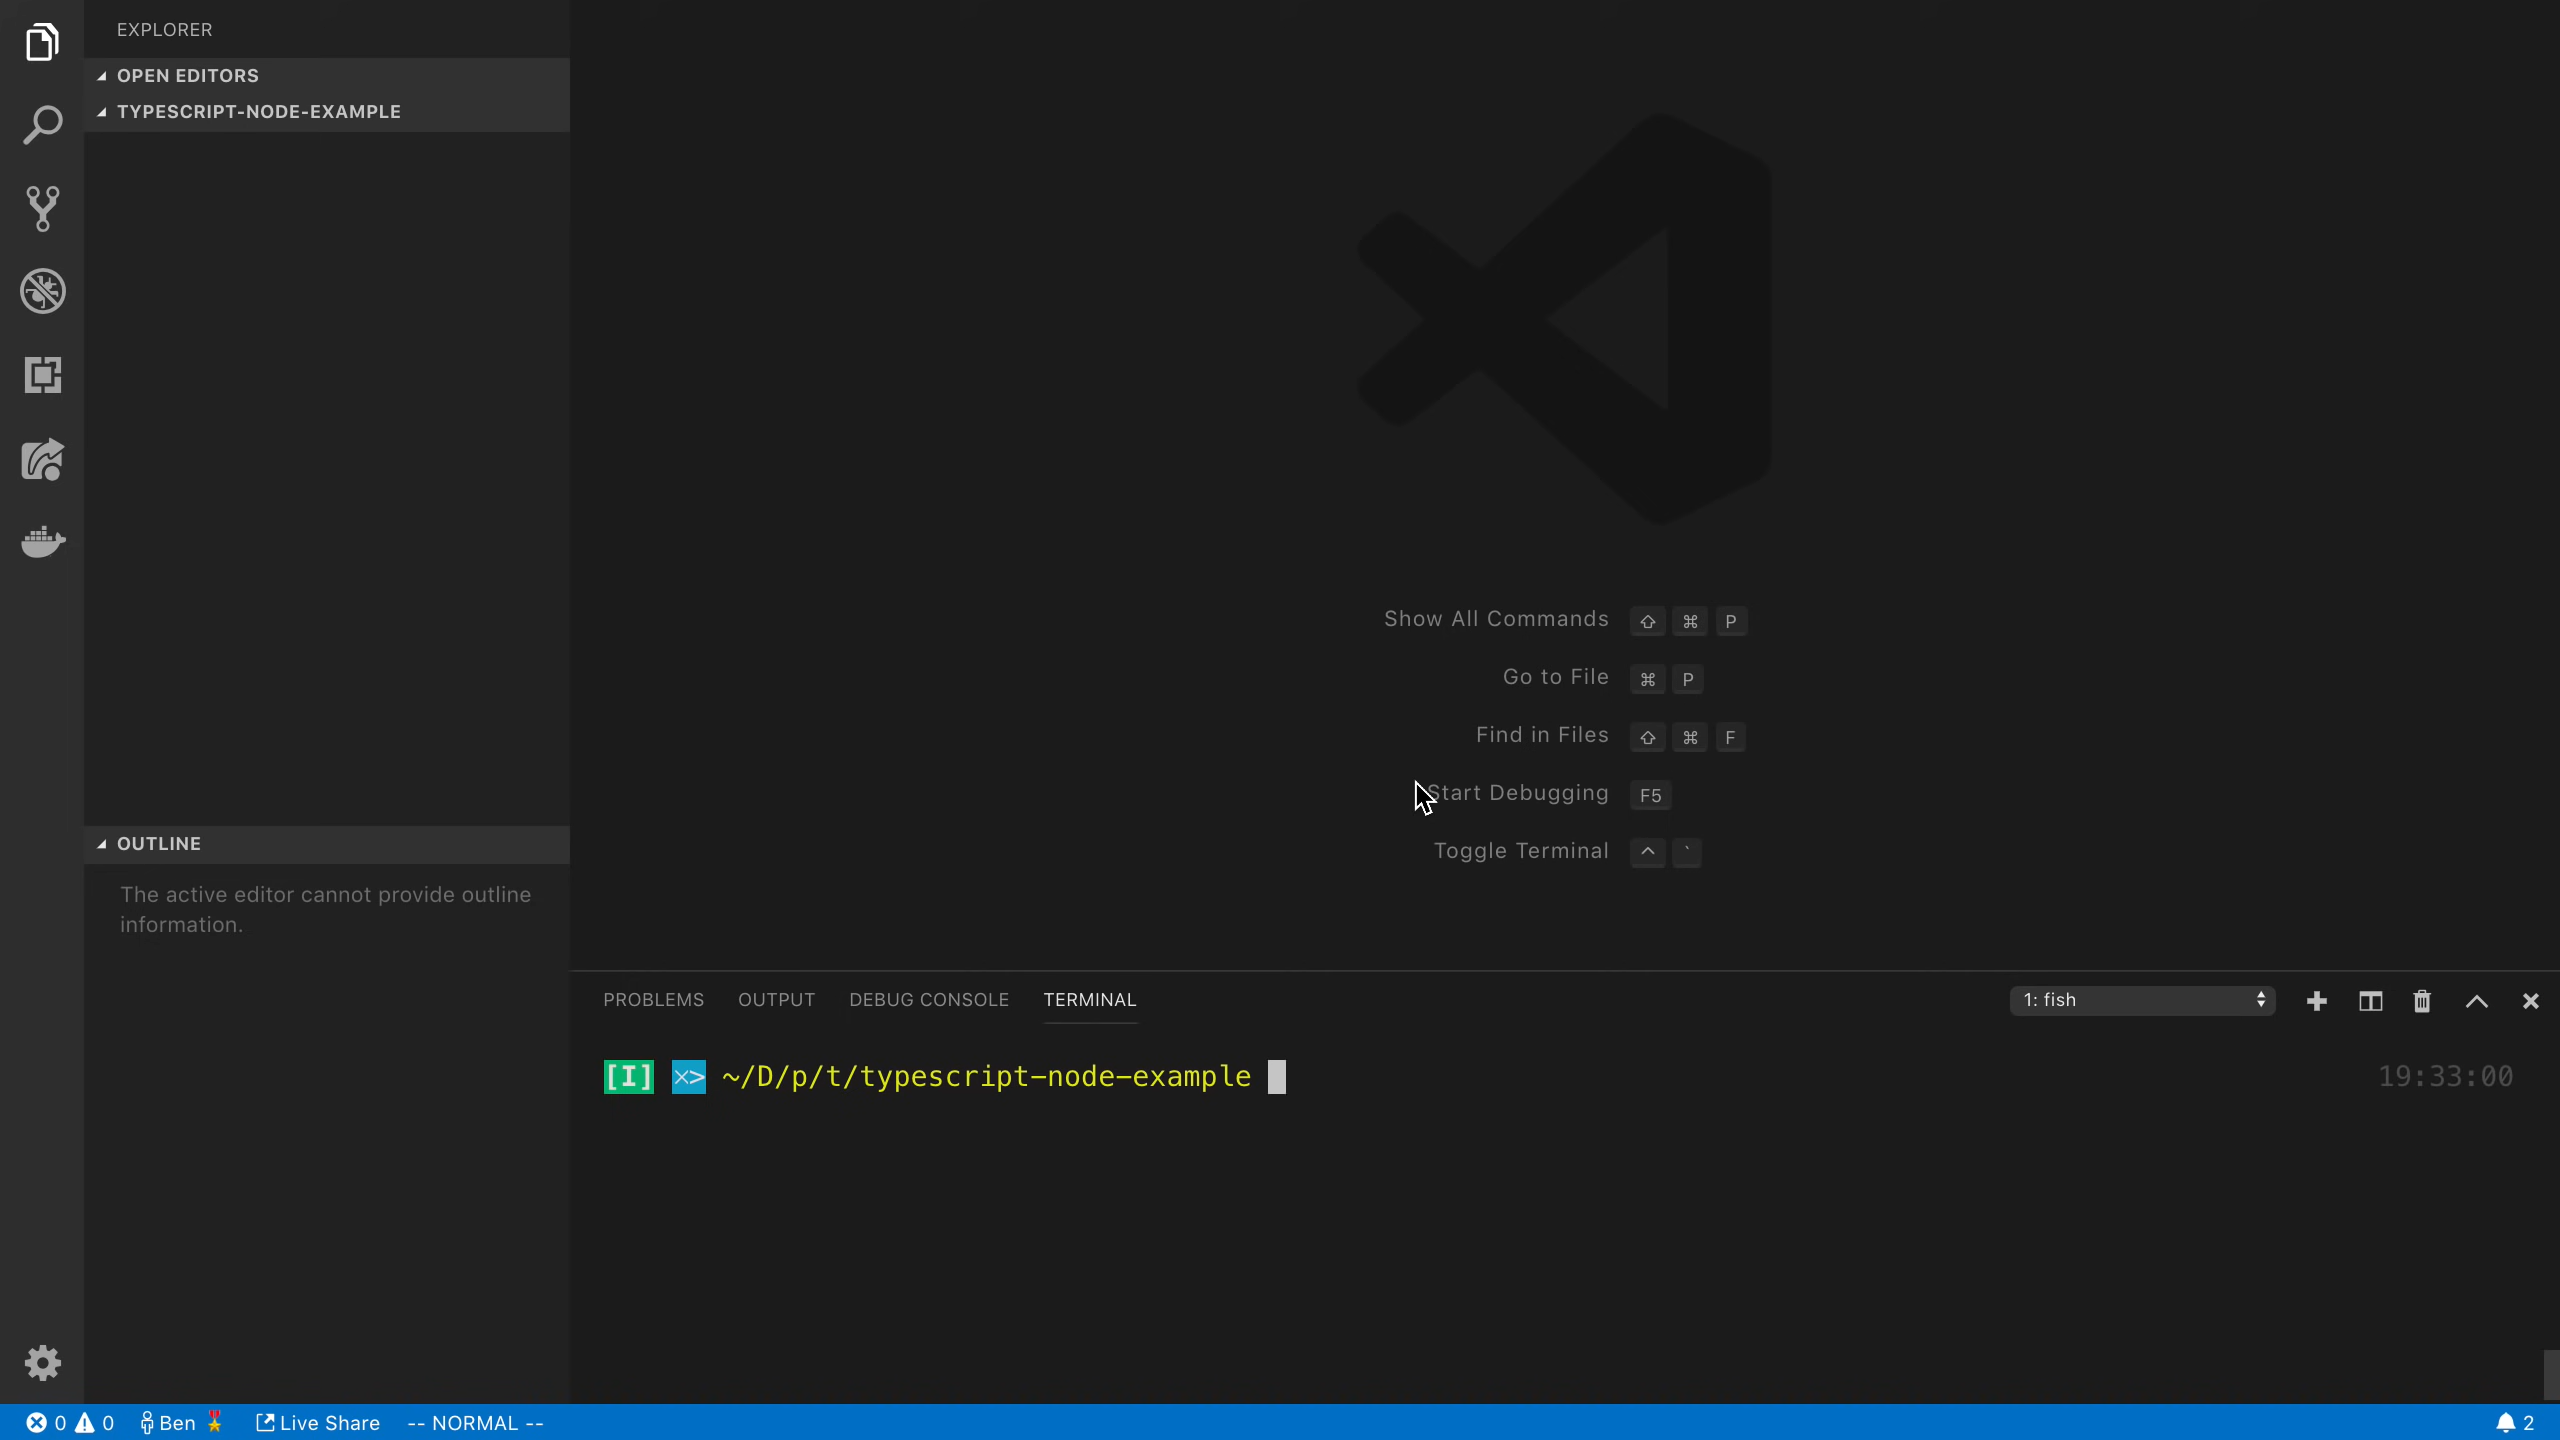 EXPLORER
OPEN EDITORS
TYPESCRIPT-NODE-EXAMPLE
OUTLINE
The active editor cannot provide outline
information.
Show All Commands ⇧ ⌘ P
Go to File ⌘ P
Find in Files ⇧ ⌘ F
Start Debugging F5
Toggle Terminal ^ `
PROBLEMS OUTPUT DEBUG CONSOLE TERMINAL 1: fish
[I] ×> ~/D/p/t/typescript-node-example 19:33:00
0 0 Ben Live Share -- NORMAL -- 2